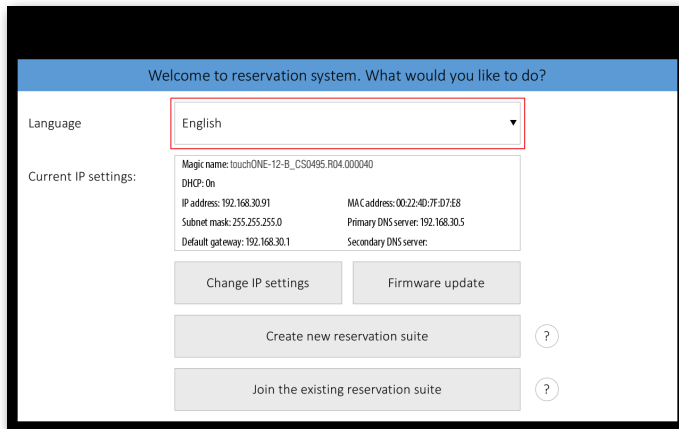 Welcome to reservation system. What would you like to do?
Language
English
Current IP settings:
Magic name: touchONE-12-B_CS0495.R04.000040
DHCP: On
IP address: 192.168.30.91 MAC address: 00:22:4D:7F:D7:E8
Subnet mask: 255.255.255.0 Primary DNS server: 192.168.30.5
Default gateway: 192.168.30.1 Secondary DNS server:
Change IP settings Firmware update
Create new reservation suite ?
Join the existing reservation suite ?